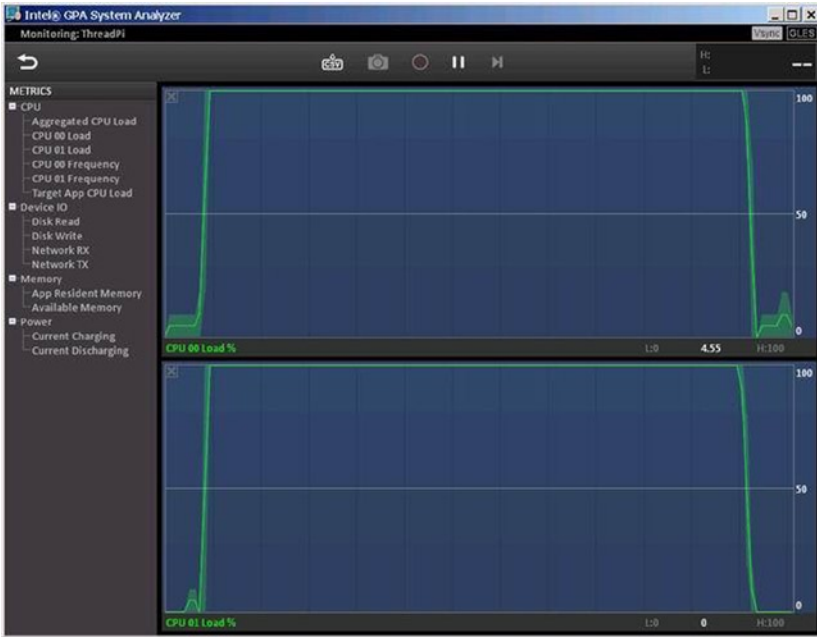 Intel® GPA System Analyzer
Monitoring: ThreadPi
Vsync GLES
CSV
H:
L:
--
METRICS
CPU
Aggregated CPU Load
CPU 00 Load
CPU 01 Load
CPU 00 Frequency
CPU 01 Frequency
Target App CPU Load
Device IO
Disk Read
Disk Write
Network RX
Network TX
Memory
App Resident Memory
Available Memory
Power
Current Charging
Current Discharging
100
50
0
CPU 00 Load % L:0 4.55 H:100
100
50
0
CPU 01 Load % L:0 0 H:100